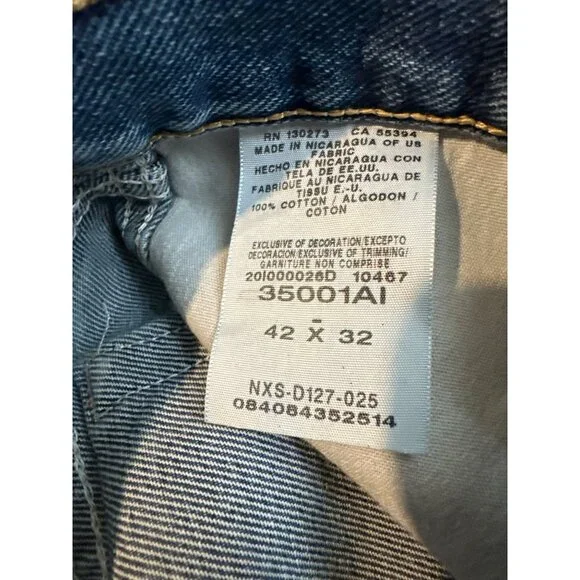 RN 130273 CA 55394
MADE IN NICARAGUA OF US
FABRIC
HECHO EN NICARAGUA CON
TELA DE EE.UU.
FABRIQUE AU NICARAGUA DE
TISSU E.-U.
100% COTTON / ALGODON /
COTON
EXCLUSIVE OF DECORATION/EXCEPTO
DECORACION/EXCLUSIVE OF TRIMMING/
GARNITURE NON COMPRISE
20I000026D 10467
35001AI
-
42 X 32
NXS-D127-025
084084352514